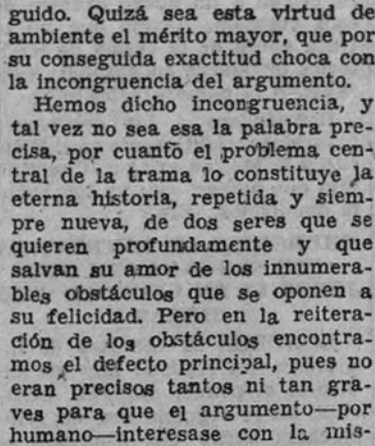 guido. Quizá sea esta virtud de
ambiente el mérito mayor, que por
su conseguida exactitud choca con
la incongruencia del argumento.
Hemos dicho incongruencia, y
tal vez no sea esa la palabra pre-
cisa, por cuanto el problema cen-
tral de la trama lo constituye la
eterna historia, repetida y siem-
pre nueva, de dos seres que se
quieren profundamente y que
salvan su amor de los innumera-
bles obstáculos que se oponen a
su felicidad. Pero en la reitera-
ción de los obstáculos encontra-
mos el defecto principal, pues no
eran precisos tantos ni tan gra-
ves para que el argumento—por
humano—interesase con la mis-